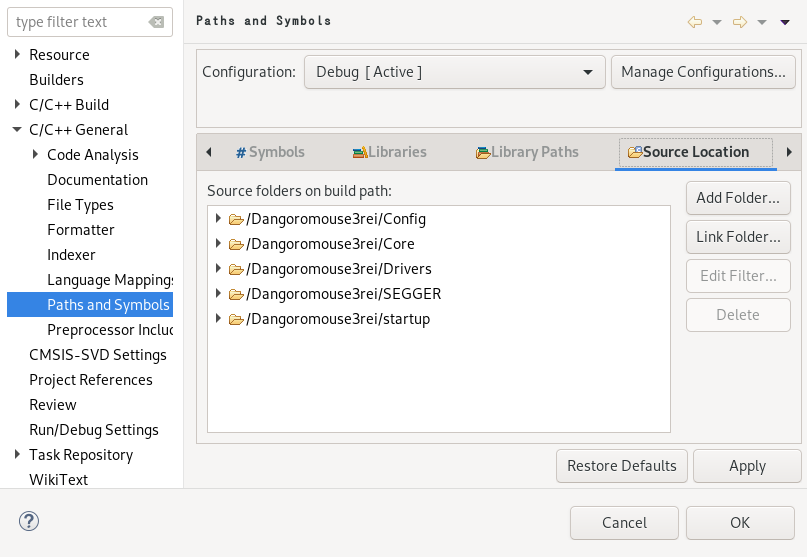 type filter text
Resource
Builders
C/C++ Build
C/C++ General
Code Analysis
Documentation
File Types
Formatter
Indexer
Language Mappings
Paths and Symbols
Preprocessor Inclu
CMSIS-SVD Settings
Project References
Review
Run/Debug Settings
Task Repository
WikiText
Paths and Symbols
Configuration: Debug [ Active ] Manage Configurations...
# Symbols Libraries Library Paths Source Location
Source folders on build path:
/Dangoromouse3rei/Config
/Dangoromouse3rei/Core
/Dangoromouse3rei/Drivers
/Dangoromouse3rei/SEGGER
/Dangoromouse3rei/startup
Add Folder...
Link Folder...
Edit Filter...
Delete
Restore Defaults Apply
? Cancel OK